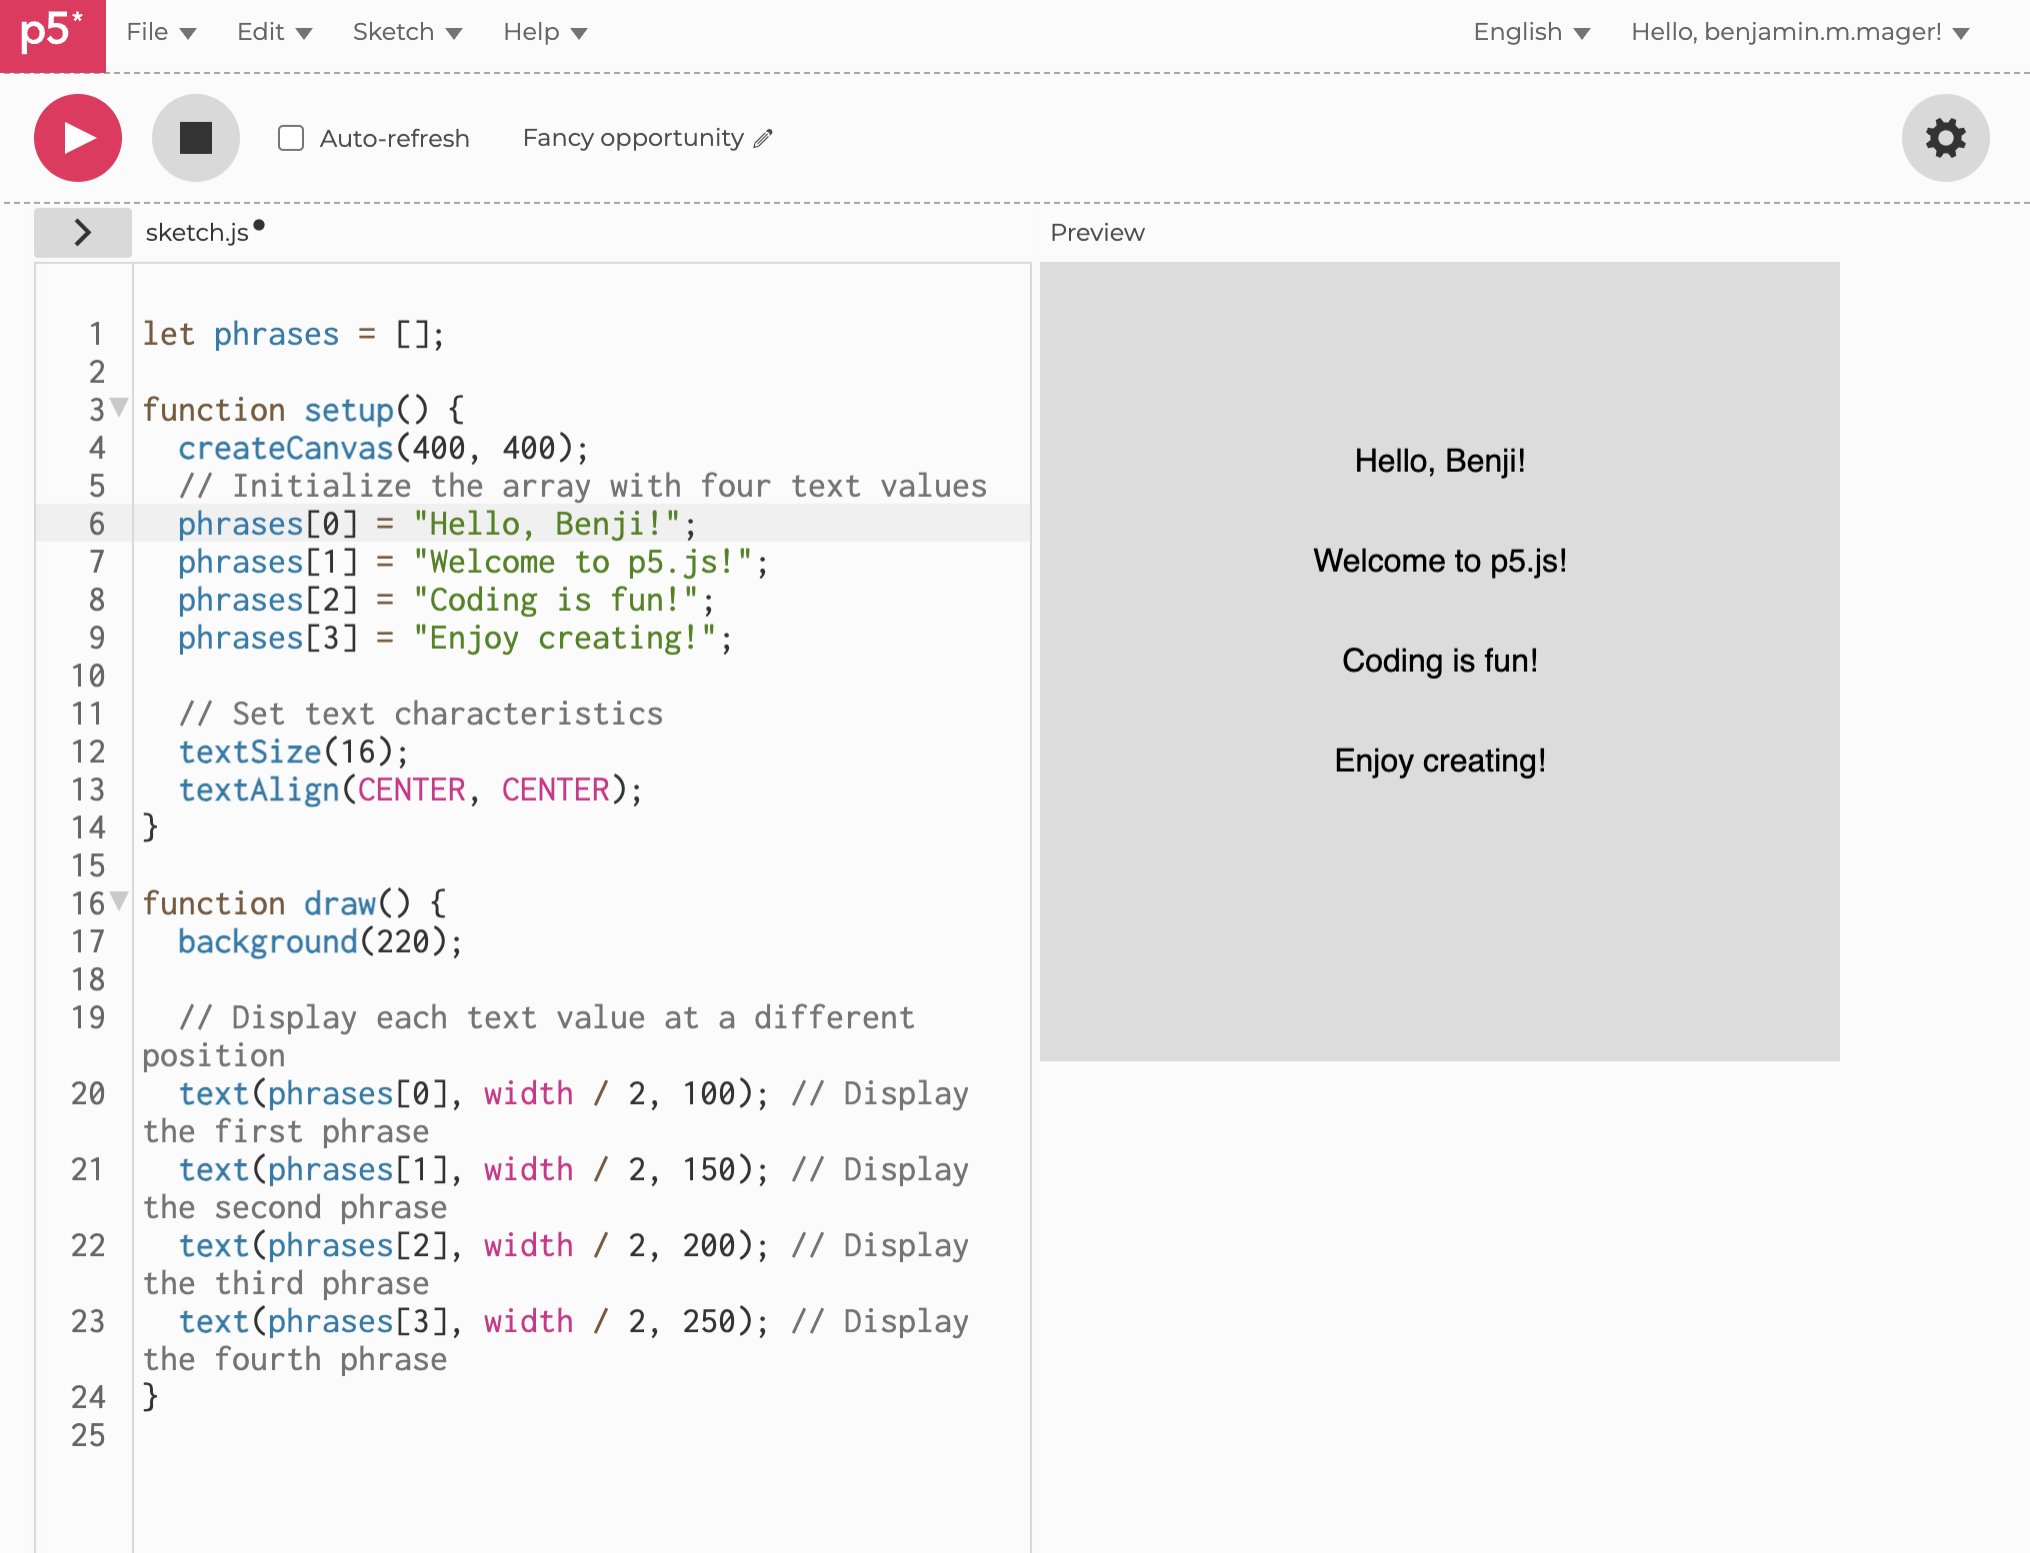 p5* File Edit Sketch Help English Hello, benjamin.m.mager!
Auto-refresh Fancy opportunity
sketch.js Preview
1 let phrases = [];
2
3 function setup() {
4 createCanvas(400, 400);
5 // Initialize the array with four text values
6 phrases[0] = "Hello, Benji!";
7 phrases[1] = "Welcome to p5.js!";
8 phrases[2] = "Coding is fun!";
9 phrases[3] = "Enjoy creating!";
10
11 // Set text characteristics
12 textSize(16);
13 textAlign(CENTER, CENTER);
14 }
15
16 function draw() {
17 background(220);
18
19 // Display each text value at a different
position
20 text(phrases[0], width / 2, 100); // Display
the first phrase
21 text(phrases[1], width / 2, 150); // Display
the second phrase
22 text(phrases[2], width / 2, 200); // Display
the third phrase
23 text(phrases[3], width / 2, 250); // Display
the fourth phrase
24 }
25
Hello, Benji!
Welcome to p5.js!
Coding is fun!
Enjoy creating!